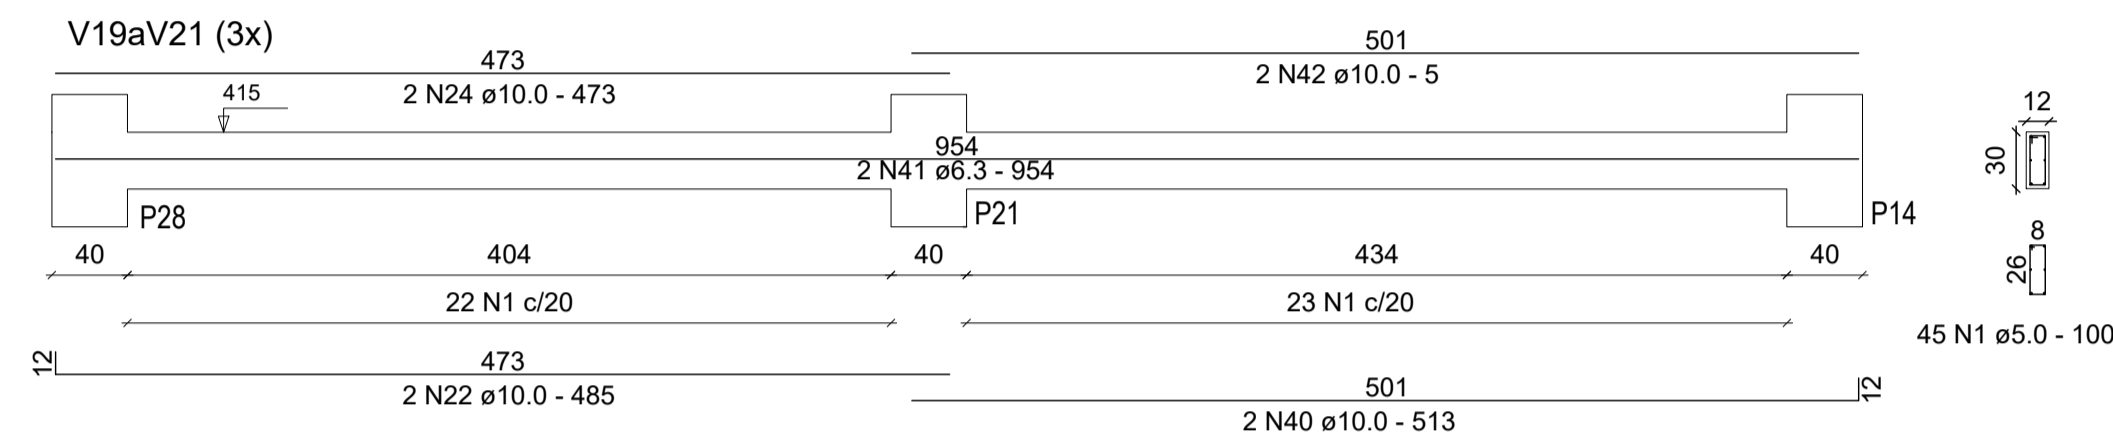 V19aV21 (3x)
473
2 N24 ø10.0 - 473
501
2 N42 ø10.0 - 5
415
954
2 N41 ø6.3 - 954
P28
P21
P14
40
404
40
434
40
22 N1 c/20
23 N1 c/20
12
473
2 N22 ø10.0 - 485
501
12
2 N40 ø10.0 - 513
12
30
8
26
45 N1 ø5.0 - 100